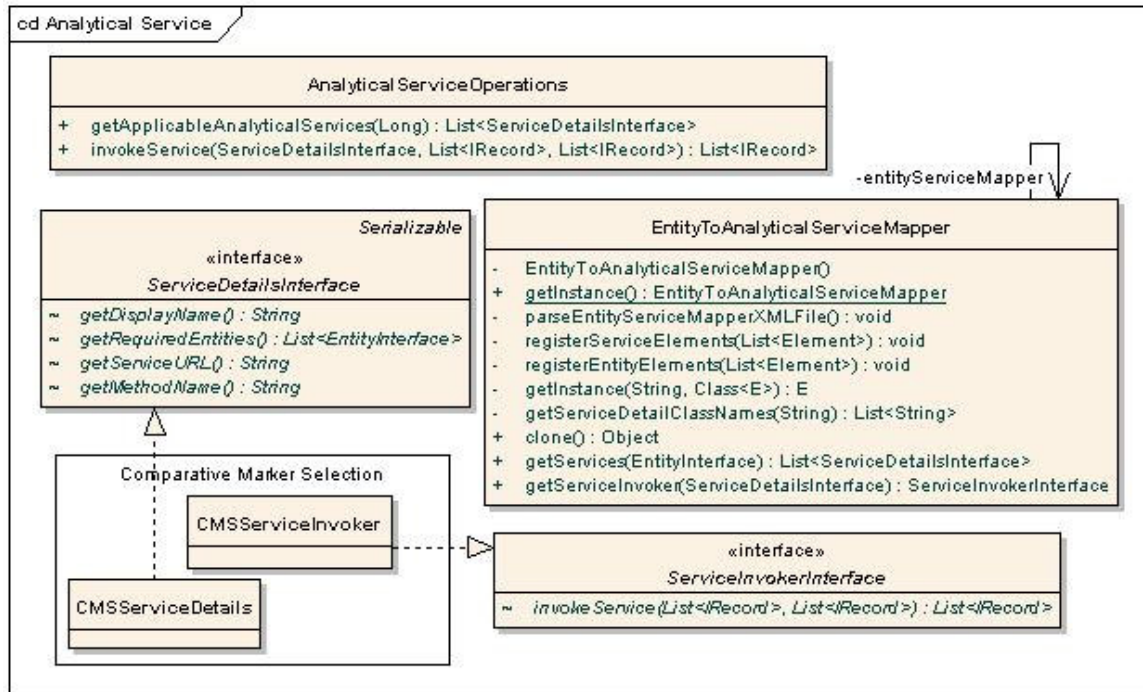 cd Analytical Service
AnalyticalServiceOperations
+ getApplicableAnalyticalServices(Long) : List<ServiceDetailsInterface>
+ invokeService(ServiceDetailsInterface, List<IRecord>, List<IRecord>) : List<IRecord>
-entityServiceMapper
Serializable
«interface»
ServiceDetailsInterface
~ getDisplayName() : String
~ getRequiredEntities() : List<EntityInterface>
~ getServiceURL() : String
~ getMethodName() : String
EntityToAnalyticalServiceMapper
- EntityToAnalyticalServiceMapper()
+ getInstance() : EntityToAnalyticalServiceMapper
- parseEntityServiceMapperXMLFile() : void
- registerServiceElements(List<Element>) : void
- registerEntityElements(List<Element>) : void
- getInstance(String, Class<E>) : E
- getServiceDetailClassNames(String) : List<String>
+ clone() : Object
+ getServices(EntityInterface) : List<ServiceDetailsInterface>
+ getServiceInvoker(ServiceDetailsInterface) : ServiceInvokerInterface
Comparative Marker Selection
CMSServiceInvoker
CMSServiceDetails
«interface»
ServiceInvokerInterface
~ invokeService(List<IRecord>, List<IRecord>) : List<IRecord>